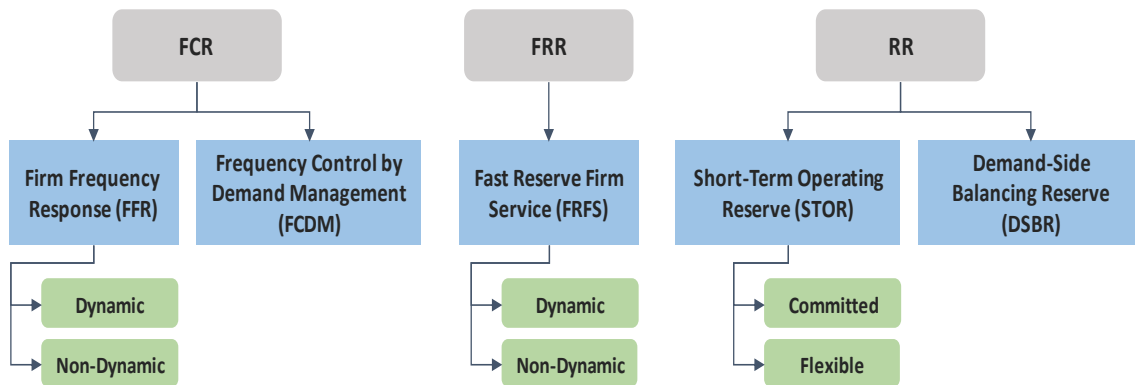 FCR
FRR
RR
Firm Frequency
Response (FFR)
Frequency Control by
Demand Management
(FCDM)
Fast Reserve Firm
Service (FRFS)
Short-Term Operating
Reserve (STOR)
Demand-Side
Balancing Reserve
(DSBR)
Dynamic
Non-Dynamic
Dynamic
Non-Dynamic
Committed
Flexible